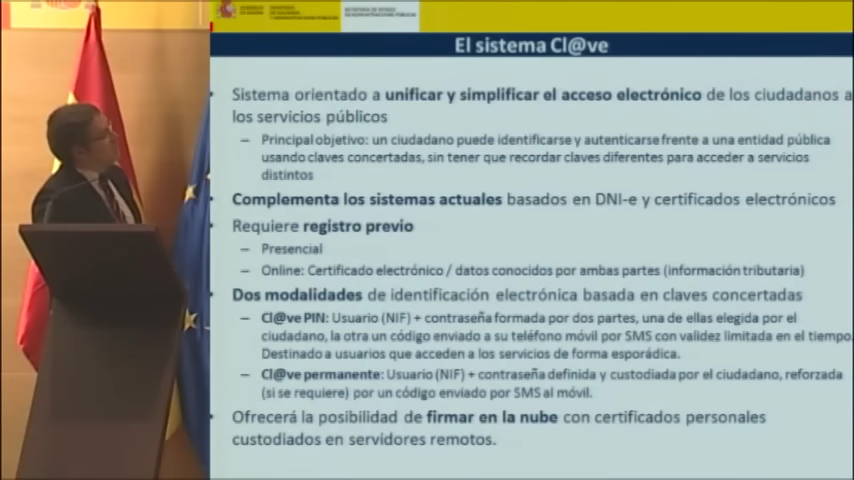 El sistema Cl@ve
Sistema orientado a unificar y simplificar el acceso electrónico de los ciudadanos a
los servicios públicos
– Principal objetivo: un ciudadano puede identificarse y autenticarse frente a una entidad pública
usando claves concertadas, sin tener que recordar claves diferentes para acceder a servicios
distintos
Complementa los sistemas actuales basados en DNI-e y certificados electrónicos
Requiere registro previo
– Presencial
– Online: Certificado electrónico / datos conocidos por ambas partes (información tributaria)
Dos modalidades de identificación electrónica basada en claves concertadas
– Cl@ve PIN: Usuario (NIF) + contraseña formada por dos partes, una de ellas elegida por el
ciudadano, la otra un código enviado a su teléfono móvil por SMS con validez limitada en el tiempo.
Destinado a usuarios que acceden a los servicios de forma esporádica.
– Cl@ve permanente: Usuario (NIF) + contraseña definida y custodiada por el ciudadano, reforzada
(si se requiere) por un código enviado por SMS al móvil.
Ofrecerá la posibilidad de firmar en la nube con certificados personales
custodiados en servidores remotos.